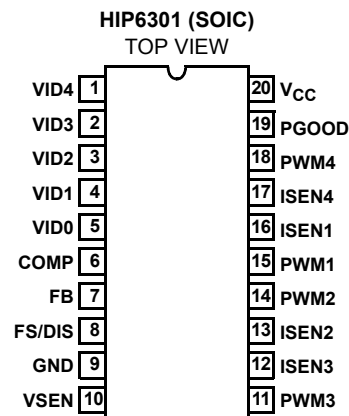 HIP6301 (SOIC)
TOP VIEW
VID4 1 20 VCC
VID3 2 19 PGOOD
VID2 3 18 PWM4
VID1 4 17 ISEN4
VID0 5 16 ISEN1
COMP 6 15 PWM1
FB 7 14 PWM2
FS/DIS 8 13 ISEN2
GND 9 12 ISEN3
VSEN 10 11 PWM3